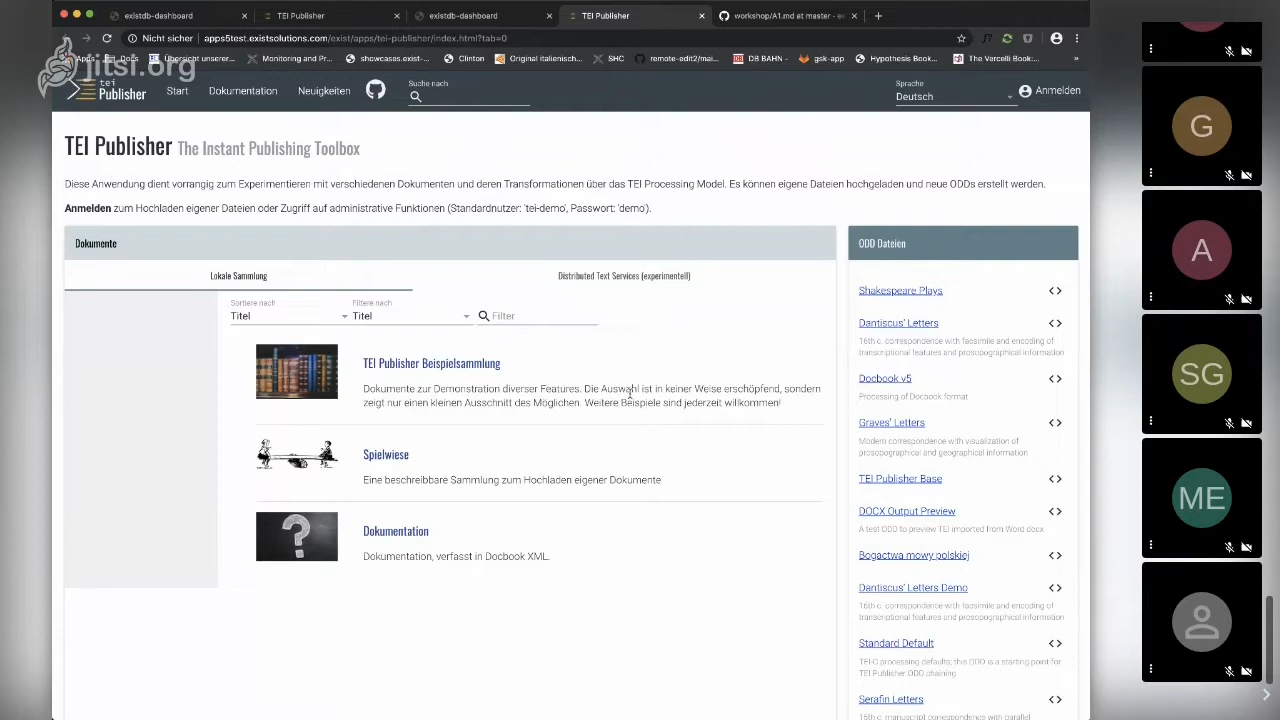 existdb-dashboard
TEI Publisher
existdb-dashboard
TEI Publisher
workshop/A1.md at master - e
Nicht sicher
apps5test.existsolutions.com/exist/apps/tei-publisher/index.html?tab=0
Apps
Docs
Übersicht unserer...
Monitoring and Pr...
showcases.exist-...
Clinton
Original italienisch...
SHC
remote-edit2/mai...
DB BAHN -
gsk-app
Hypothesis Book...
The Vercelli Book:...
jitsi.org
tei
Publisher
Start
Dokumentation
Neuigkeiten
Suche nach
Sprache
Deutsch
Anmelden
TEI Publisher The Instant Publishing Toolbox
Diese Anwendung dient vorrangig zum Experimentieren mit verschiedenen Dokumenten und deren Transformationen über das TEI Processing Model. Es können eigene Dateien hochgeladen und neue ODDs erstellt werden.
Anmelden zum Hochladen eigener Dateien oder Zugriff auf administrative Funktionen (Standardnutzer: 'tei-demo', Passwort: 'demo').
Dokumente
Lokale Sammlung
Distributed Text Services (experimentell)
Sortiere nach
Titel
Filtere nach
Titel
Filter
TEI Publisher Beispielsammlung
Dokumente zur Demonstration diverser Features. Die Auswahl ist in keiner Weise erschöpfend, sondern
zeigt nur einen kleinen Ausschnitt des Möglichen. Weitere Beispiele sind jederzeit willkommen!
Spielwiese
Eine beschreibbare Sammlung zum Hochladen eigener Dokumente
Dokumentation
Dokumentation, verfasst in Docbook XML.
ODD Dateien
Shakespeare Plays
Dantiscus' Letters
16th c. correspondence with facsimile and encoding of
transcriptional features and prosopographical information
Docbook v5
Processing of Docbook format
Graves' Letters
Modern correspondence with visualization of
prosopographical and geographical information
TEI Publisher Base
DOCX Output Preview
A test ODD to preview TEI imported from Word docx
Bogactwa mowy polskiej
Dantiscus' Letters Demo
16th c. correspondence with facsimile and encoding of
transcriptional features and prosopographical information
Standard Default
TEI-C processing defaults; this ODD is a starting point for
TEI Publisher ODD chaining
Serafin Letters
15th c. manuscript correspondence with parallel
G
A
SG
ME